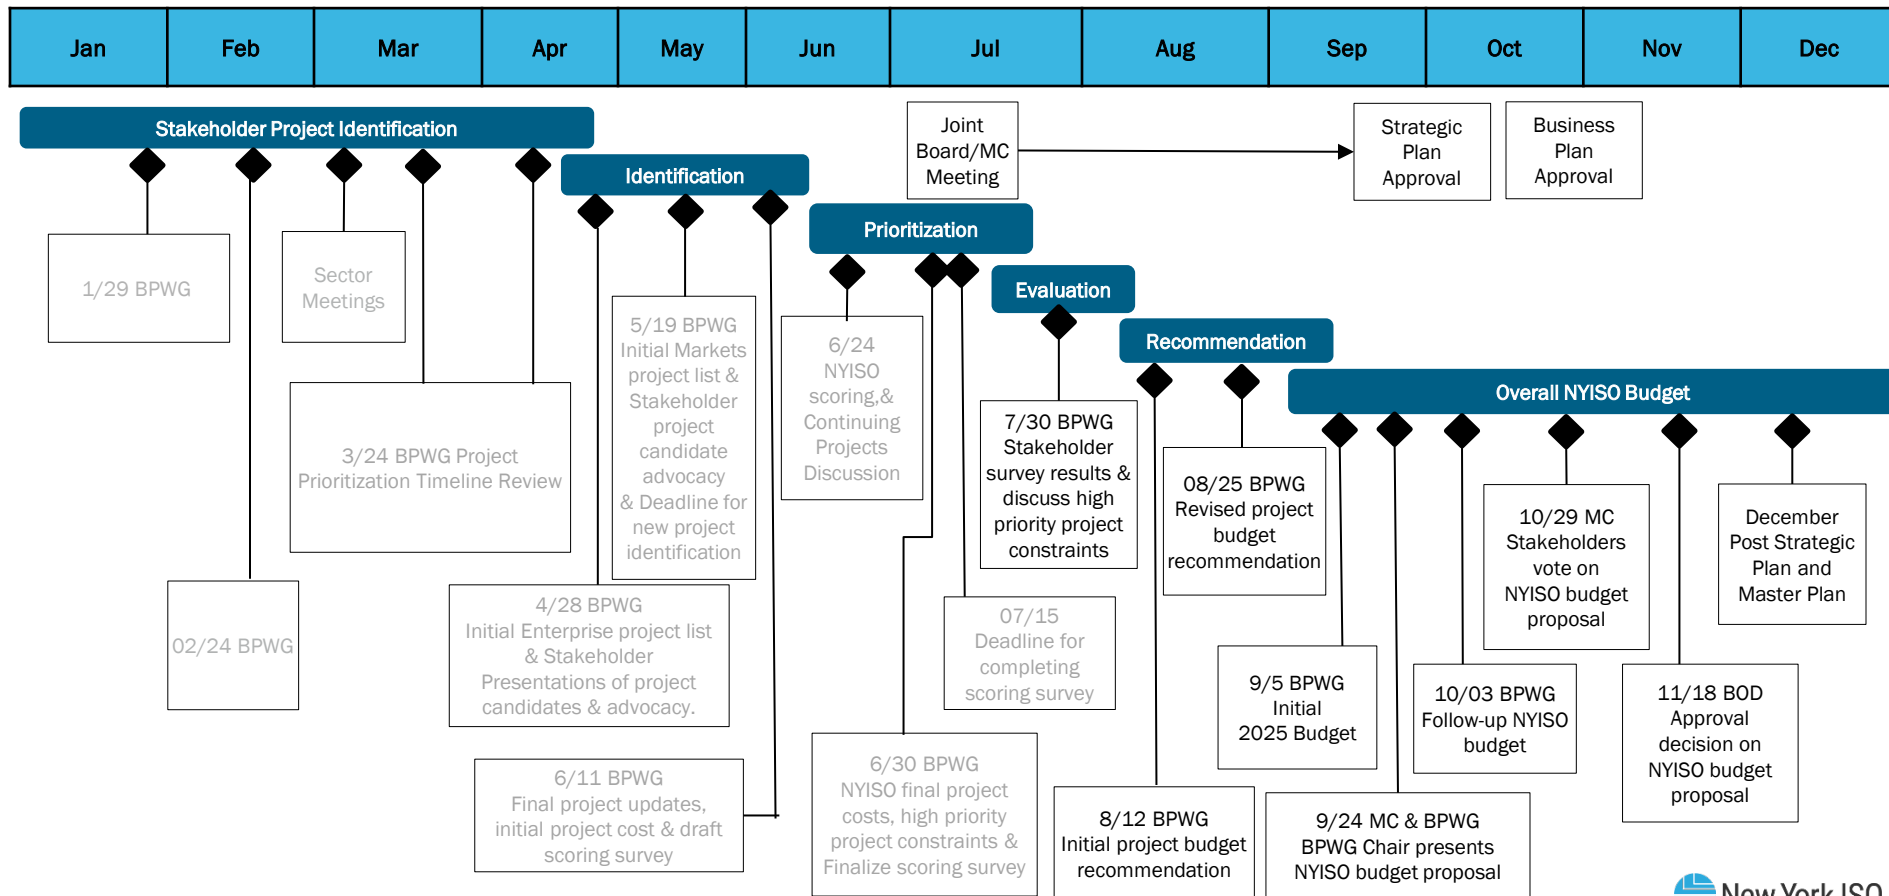 Jan
Feb
Mar
Apr
May
Jun
Jul
Aug
Sep
Oct
Nov
Dec
Stakeholder Project Identification
Joint
Board/MC
Meeting
Strategic
Plan
Approval
Business
Plan
Approval
Identification
Prioritization
Evaluation
Recommendation
Overall NYISO Budget
1/29 BPWG
Sector
Meetings
3/24 BPWG Project
Prioritization Timeline Review
02/24 BPWG
4/28 BPWG
Initial Enterprise project list
& Stakeholder
Presentations of project
candidates & advocacy.
5/19 BPWG
Initial Markets
project list &
Stakeholder
project
candidate
advocacy
& Deadline for
new project
identification
6/11 BPWG
Final project updates,
initial project cost & draft
scoring survey
6/24
NYISO
scoring,&
Continuing
Projects
Discussion
6/30 BPWG
NYISO final project
costs, high priority
project constraints &
Finalize scoring survey
07/15
Deadline for
completing
scoring survey
7/30 BPWG
Stakeholder
survey results &
discuss high
priority project
constraints
8/12 BPWG
Initial project budget
recommendation
08/25 BPWG
Revised project
budget
recommendation
9/5 BPWG
Initial
2025 Budget
9/24 MC & BPWG
BPWG Chair presents
NYISO budget proposal
10/03 BPWG
Follow-up NYISO
budget
10/29 MC
Stakeholders
vote on
NYISO budget
proposal
11/18 BOD
Approval
decision on
NYISO budget
proposal
December
Post Strategic
Plan and
Master Plan
New York ISO